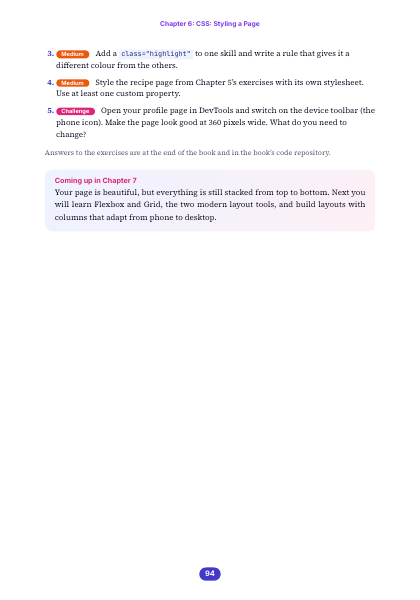 Chapter 6: CSS: Styling a Page
3. Medium Add a class="highlight" to one skill and write a rule that gives it a
different colour from the others.
4. Medium Style the recipe page from Chapter 5's exercises with its own stylesheet.
Use at least one custom property.
5. Challenge Open your profile page in DevTools and switch on the device toolbar (the
phone icon). Make the page look good at 360 pixels wide. What do you need to
change?
Answers to the exercises are at the end of the book and in the book's code repository.
Coming up in Chapter 7
Your page is beautiful, but everything is still stacked from top to bottom. Next you
will learn Flexbox and Grid, the two modern layout tools, and build layouts with
columns that adapt from phone to desktop.
94